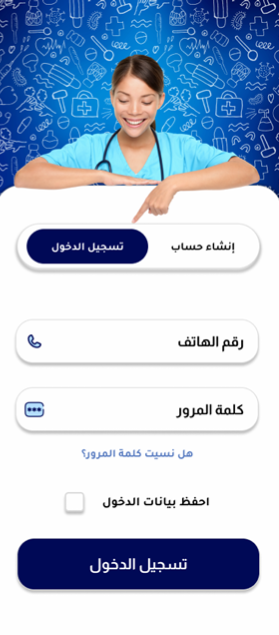 إنشاء حساب
تسجيل الدخول
رقم الهاتف
كلمة المرور
هل نسيت كلمة المرور؟
احفظ بيانات الدخول
تسجيل الدخول